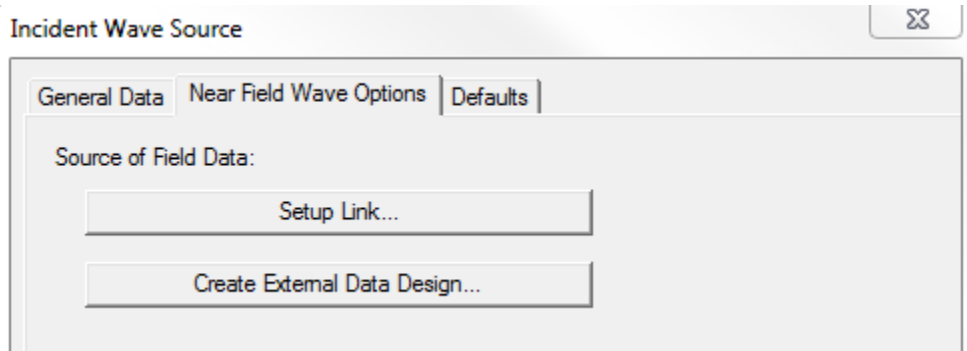 Incident Wave Source
General Data
Near Field Wave Options
Defaults
Source of Field Data:
Setup Link...
Create External Data Design...